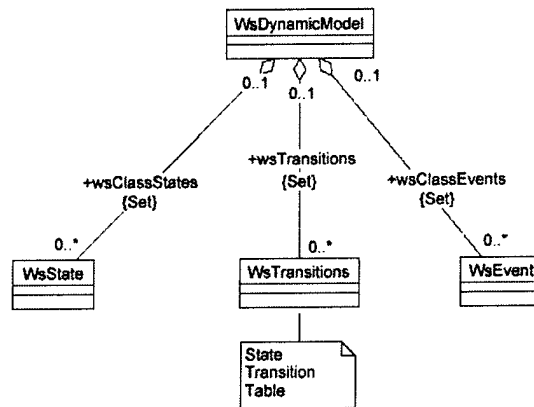 WsDynamicModel
0..1
0..1
0..1
+wsClassStates
{Set}
+wsTransitions
{Set}
+wsClassEvents
{Set}
0..*
0..*
0..*
WsState
WsTransitions
WsEvent
State
Transition
Table